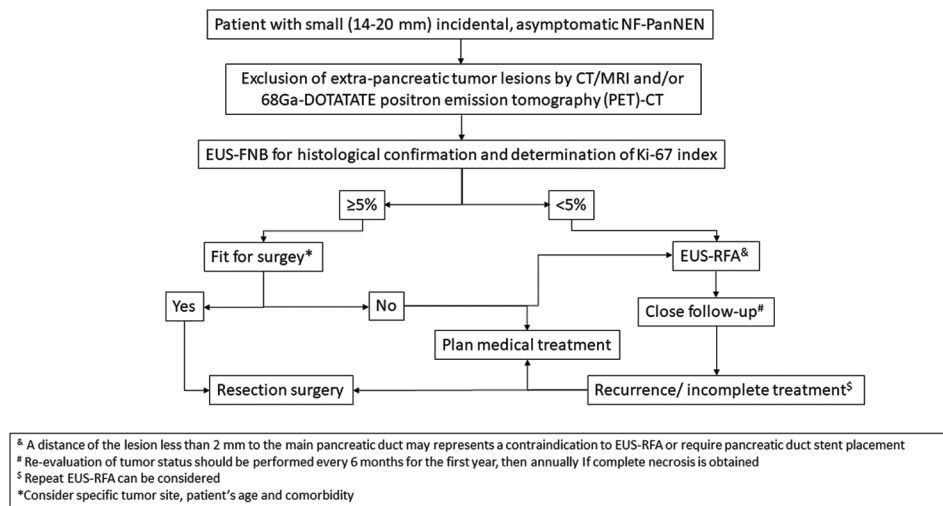 Patient with small (14-20 mm) incidental, asymptomatic NF-PanNEN
Exclusion of extra-pancreatic tumor lesions by CT/MRI and/or
68Ga-DOTATATE positron emission tomography (PET)-CT
EUS-FNB for histological confirmation and determination of Ki-67 index
≥5%
<5%
Fit for surgey*
EUS-RFA&
Yes
No
Close follow-up#
Plan medical treatment
Resection surgery
Recurrence/ incomplete treatment$
& A distance of the lesion less than 2 mm to the main pancreatic duct may represents a contraindication to EUS-RFA or require pancreatic duct stent placement
# Re-evaluation of tumor status should be performed every 6 months for the first year, then annually If complete necrosis is obtained
$ Repeat EUS-RFA can be considered
*Consider specific tumor site, patient's age and comorbidity